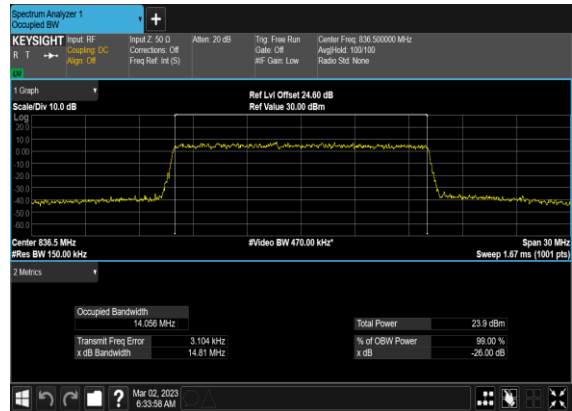 Spectrum Analyzer 1
Occupied BW
+
KEYSIGHT Input: RF Input Z: 50 Ω Atten: 20 dB Trig: Free Run Center Freq: 836.500000 MHz
R T Coupling: DC Corrections: Off Gate: Off Avg|Hold: 100/100
Align: Off Freq Ref: Int (S) #IF Gain: Low Radio Std: None
1 Graph
Ref Lvl Offset 24.60 dB
Scale/Div 10.0 dB Ref Value 30.00 dBm
Log
20.0
10.0
0.00
-10.0
-20.0
-30.0
-40.0
-50.0
-60.0
Center 836.5 MHz #Video BW 470.00 kHz* Span 30 MHz
#Res BW 150.00 kHz Sweep 1.67 ms (1001 pts)
2 Metrics
Occupied Bandwidth
14.056 MHz Total Power 23.9 dBm
Transmit Freq Error 3.104 kHz % of OBW Power 99.00 %
x dB Bandwidth 14.81 MHz x dB -26.00 dB
? Mar 02, 2023
6:33:58 AM